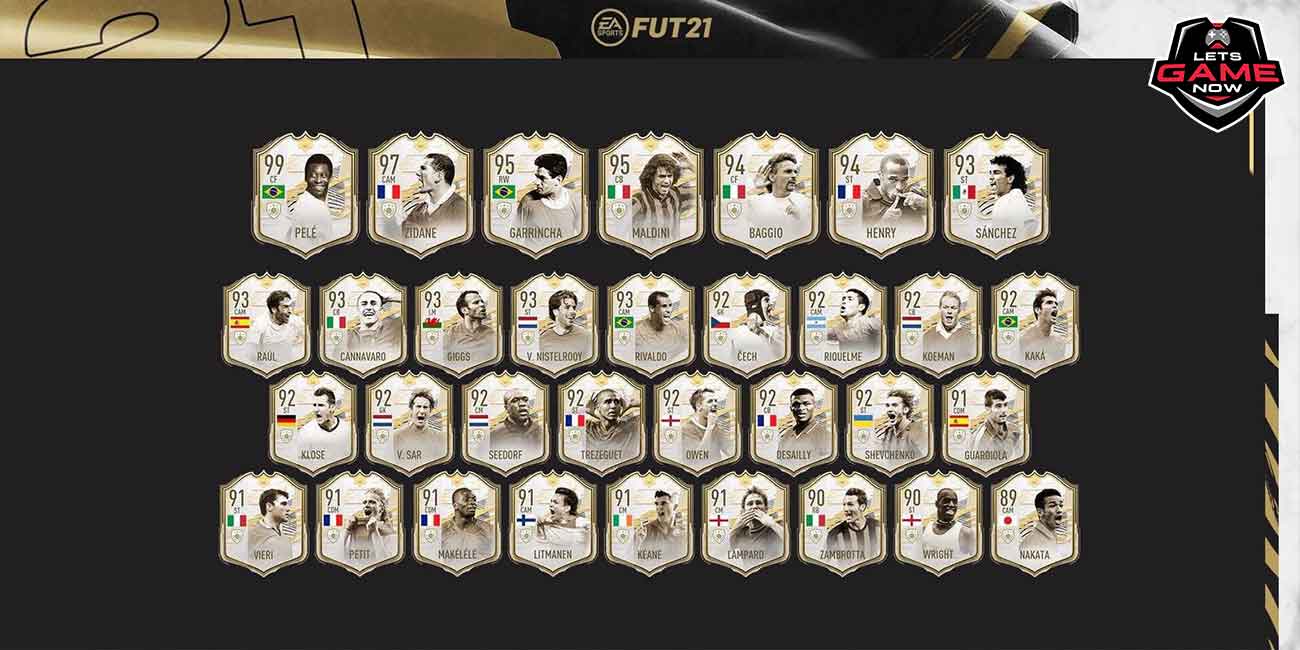 21
EA SPORTS FUT21
LETS
GAME
NOW
99 CF PELÉ
97 CAM ZIDANE
95 RW GARRINCHA
95 CB MALDINI
94 CF BAGGIO
94 ST HENRY
93 ST SÁNCHEZ
93 CAM RAÚL
93 CB CANNAVARO
93 LM GIGGS
93 ST V. NISTELROOY
93 CAM RIVALDO
92 GK ČECH
92 CAM RIQUELME
92 CB KOEMAN
92 CAM KAKÁ
92 ST KLOSE
92 GK V. SAR
92 CM SEEDORF
92 ST TREZEGUET
92 ST OWEN
92 CB DESAILLY
92 ST SHEVCHENKO
91 CDM GUARDIOLA
91 ST VIERI
91 CDM PETIT
91 CDM MAKÉLÉLÉ
91 CAM LITMANEN
91 CM KEANE
91 CM LAMPARD
90 RB ZAMBROTTA
90 ST WRIGHT
89 CAM NAKATA